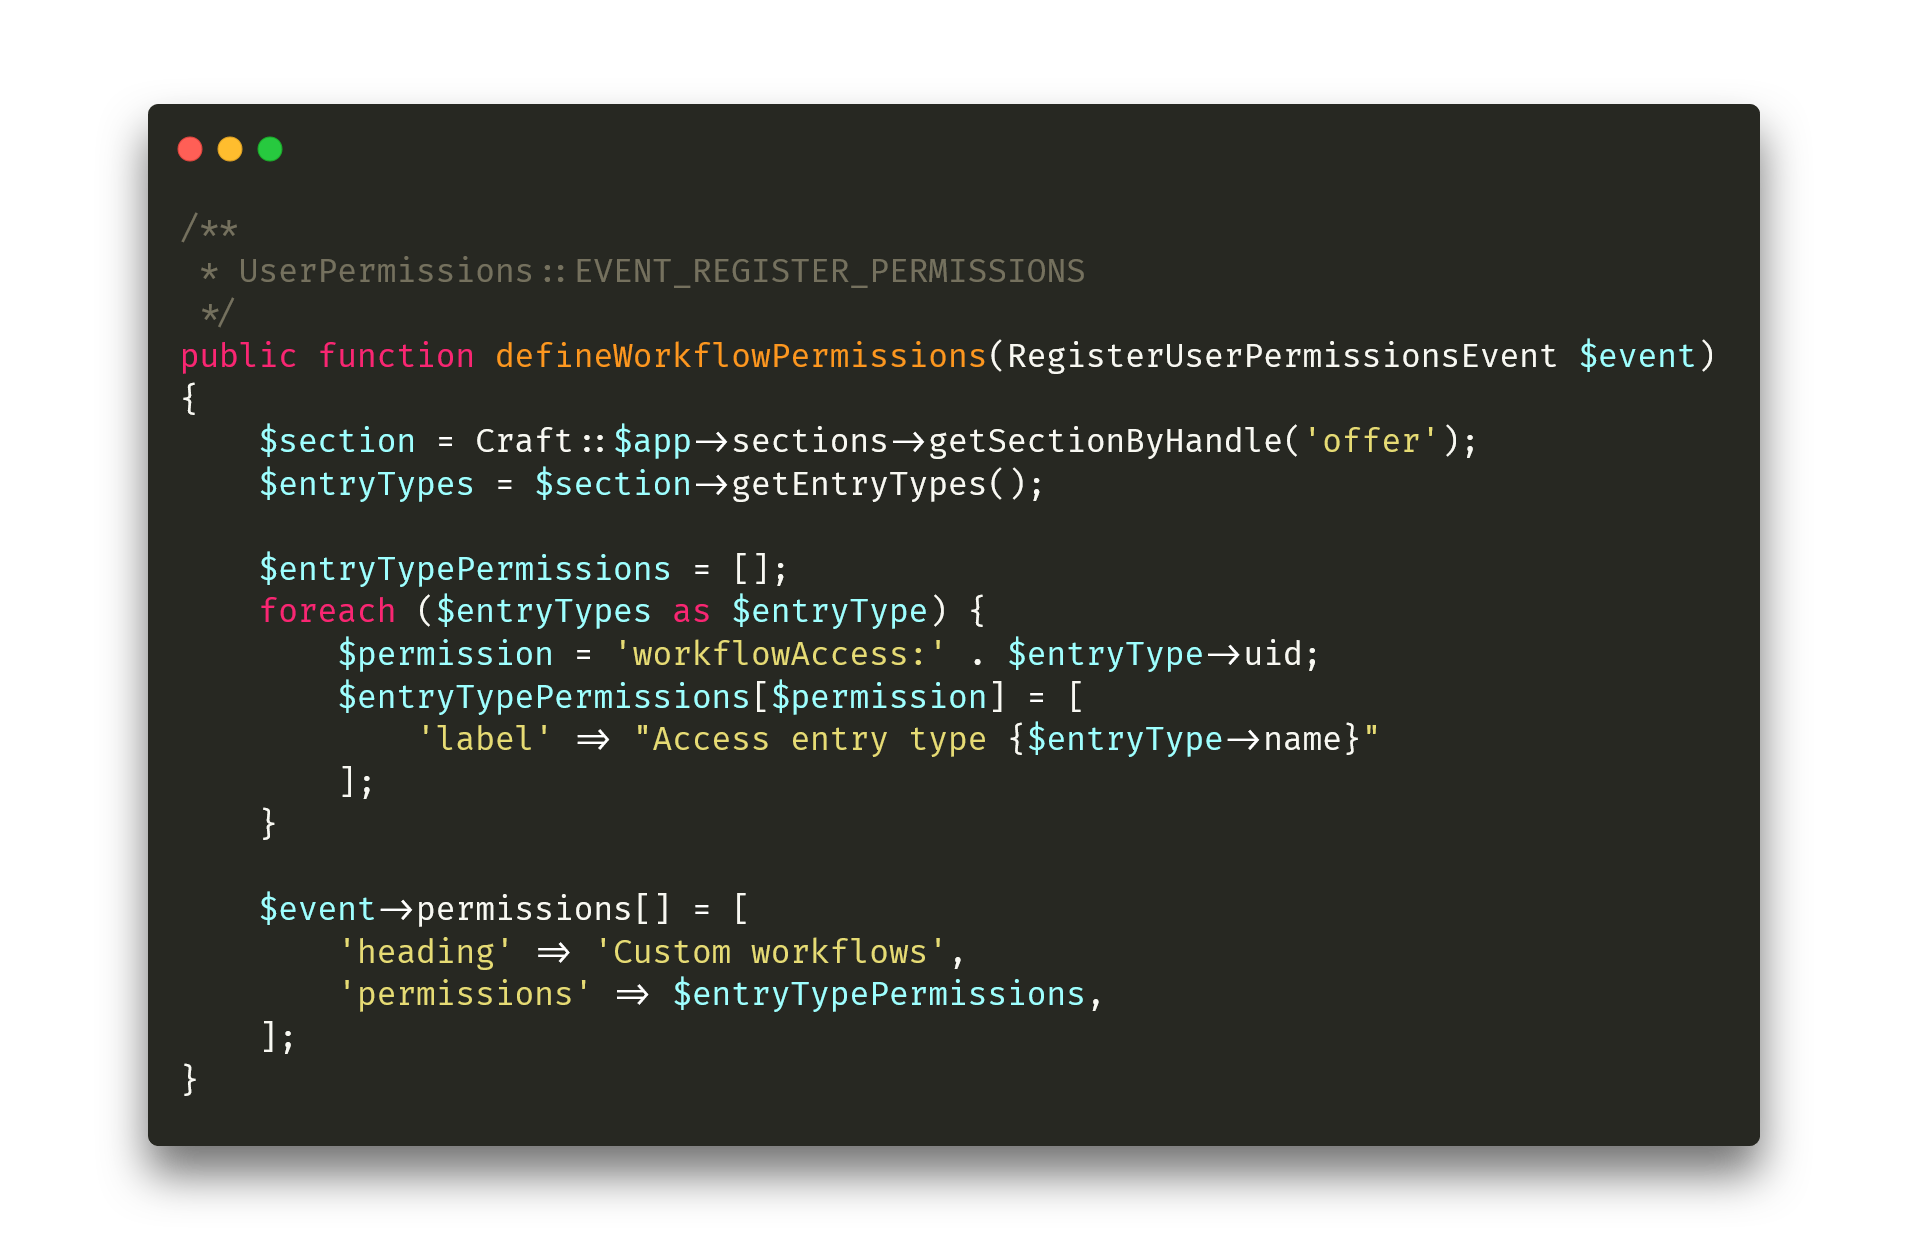 /**
 * UserPermissions::EVENT_REGISTER_PERMISSIONS
 */
public function defineWorkflowPermissions(RegisterUserPermissionsEvent $event)
{
    $section = Craft::$app->sections->getSectionByHandle('offer');
    $entryTypes = $section->getEntryTypes();

    $entryTypePermissions = [];
    foreach ($entryTypes as $entryType) {
        $permission = 'workflowAccess:' . $entryType->uid;
        $entryTypePermissions[$permission] = [
            'label' => "Access entry type {$entryType->name}"
        ];
    }

    $event->permissions[] = [
        'heading' => 'Custom workflows',
        'permissions' => $entryTypePermissions,
    ];
}